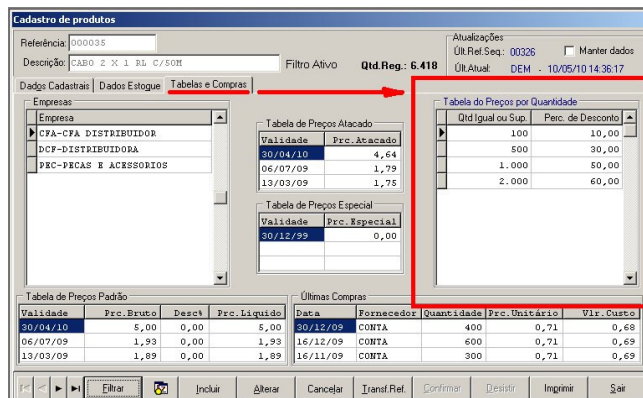 Cadastro de produtos
Referência: 000035
Descrição: CABO 2 X 1 RL C/50M
Filtro Ativo Qtd.Reg.: 6.418
Atualizações
Últ.Ref.Seq.: 00326 Manter dados
Últ.Atual: DEM - 10/05/10 14:36:17
Dados Cadastrais Dados Estoque Tabelas e Compras
Empresas
Empresa
CFA-CFA DISTRIBUIDOR
DCF-DISTRIBUIDORA
PEC-PECAS E ACESSORIOS
Tabela de Preços Atacado
Validade Prc.Atacado
30/04/10 4,64
06/07/09 1,79
13/03/09 1,75
Tabela de Preços Especial
Validade Prc.Especial
30/12/99 0,00
Tabela do Preços por Quantidade
Qtd Igual ou Sup. Perc. de Desconto
100 10,00
500 30,00
1.000 50,00
2.000 60,00
Tabela de Preços Padrão
Validade Prc.Bruto Desc% Prc.Liquido
30/04/10 5,00 0,00 5,00
06/07/09 1,93 0,00 1,93
13/03/09 1,89 0,00 1,89
Últimas Compras
Data Fornecedor Quantidade Prc.Unitário Vlr.Custo
30/12/09 CONTA 400 0,71 0,68
16/12/09 CONTA 600 0,71 0,69
16/11/09 CONTA 300 0,71 0,69
Filtrar Incluir Alterar Cancelar Transf.Ref. Confirmar Desistir Imprimir Sair